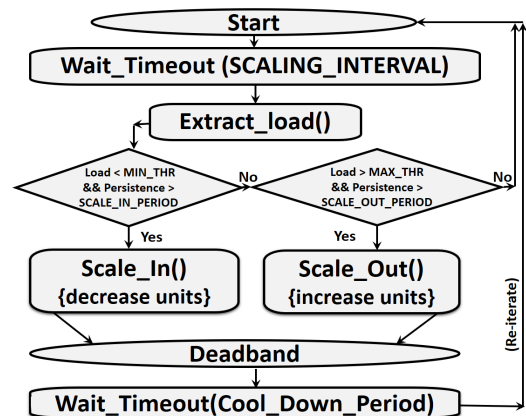 Start
Wait_Timeout (SCALING_INTERVAL)
Extract_load()
Load < MIN_THR
&& Persistence >
SCALE_IN_PERIOD
No
Load > MAX_THR
&& Persistence >
SCALE_OUT_PERIOD
No
Yes
Yes
Scale_In()
{decrease units}
Scale_Out()
{increase units}
(Re-iterate)
Deadband
Wait_Timeout(Cool_Down_Period)